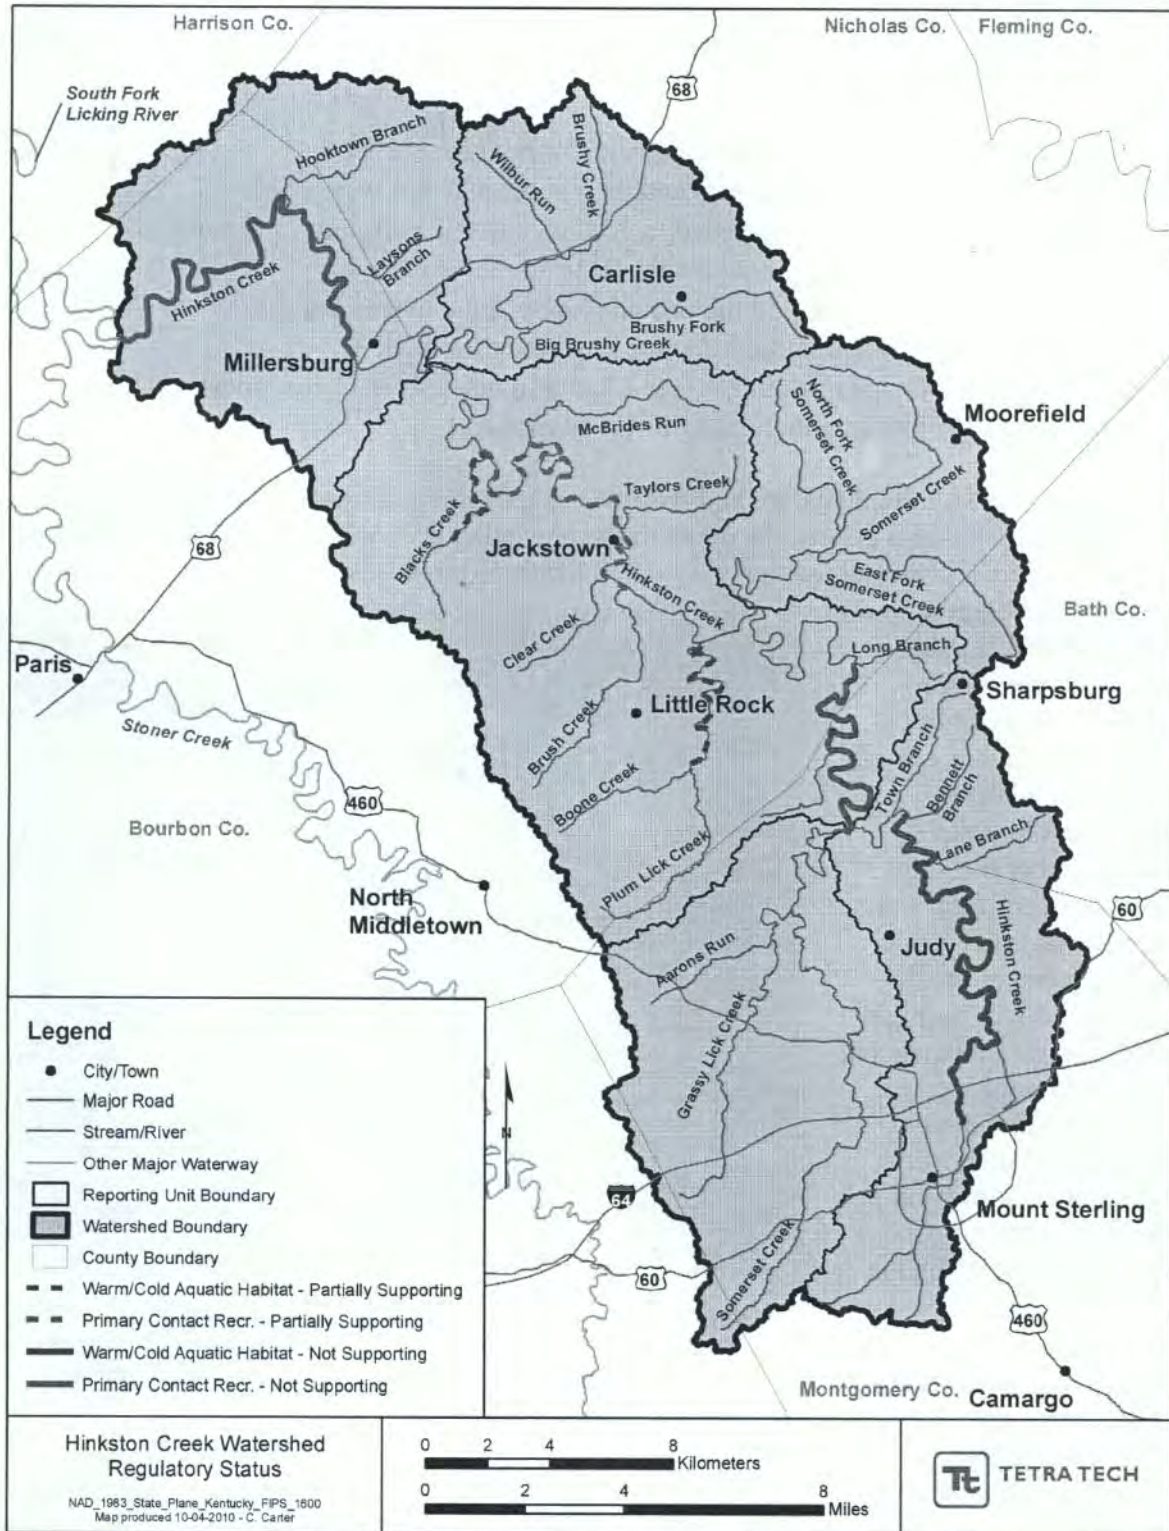 Harrison Co.
Nicholas Co.
Fleming Co.
South Fork
Licking River
68
Hooktown Branch
Wilbur Run
Brushy Creek
Laysons
Branch
Hinkston Creek
Carlisle
Brushy Fork
Big Brushy Creek
Millersburg
McBrides Run
North Fork
Somerset Creek
Moorefield
Taylors Creek
Somerset Creek
Blacks Creek
68
Jackstown
Hinkston Creek
East Fork
Somerset Creek
Bath Co.
Clear Creek
Long Branch
Paris
Sharpsburg
Little Rock
Stoner Creek
Brush Creek
Town Branch
Bennett
Branch
460
Boone Creek
Bourbon Co.
Lane Branch
Plum Lick Creek
North
Middletown
60
Judy
Hinkston Creek
Aarons Run
Grassy Lick Creek
Legend
City/Town
Major Road
Stream/River
Other Major Waterway
Reporting Unit Boundary
Watershed Boundary
County Boundary
Warm/Cold Aquatic Habitat - Partially Supporting
Primary Contact Recr. - Partially Supporting
Warm/Cold Aquatic Habitat - Not Supporting
Primary Contact Recr. - Not Supporting
N
64
Mount Sterling
60
Somerset Creek
460
Montgomery Co.
Camargo
Hinkston Creek Watershed
Regulatory Status
NAD_1983_State_Plane_Kentucky_FIPS_1600
Map produced 10-04-2010 - C. Carter
0 2 4 8
Kilometers
0 2 4 8
Miles
Tt TETRA TECH